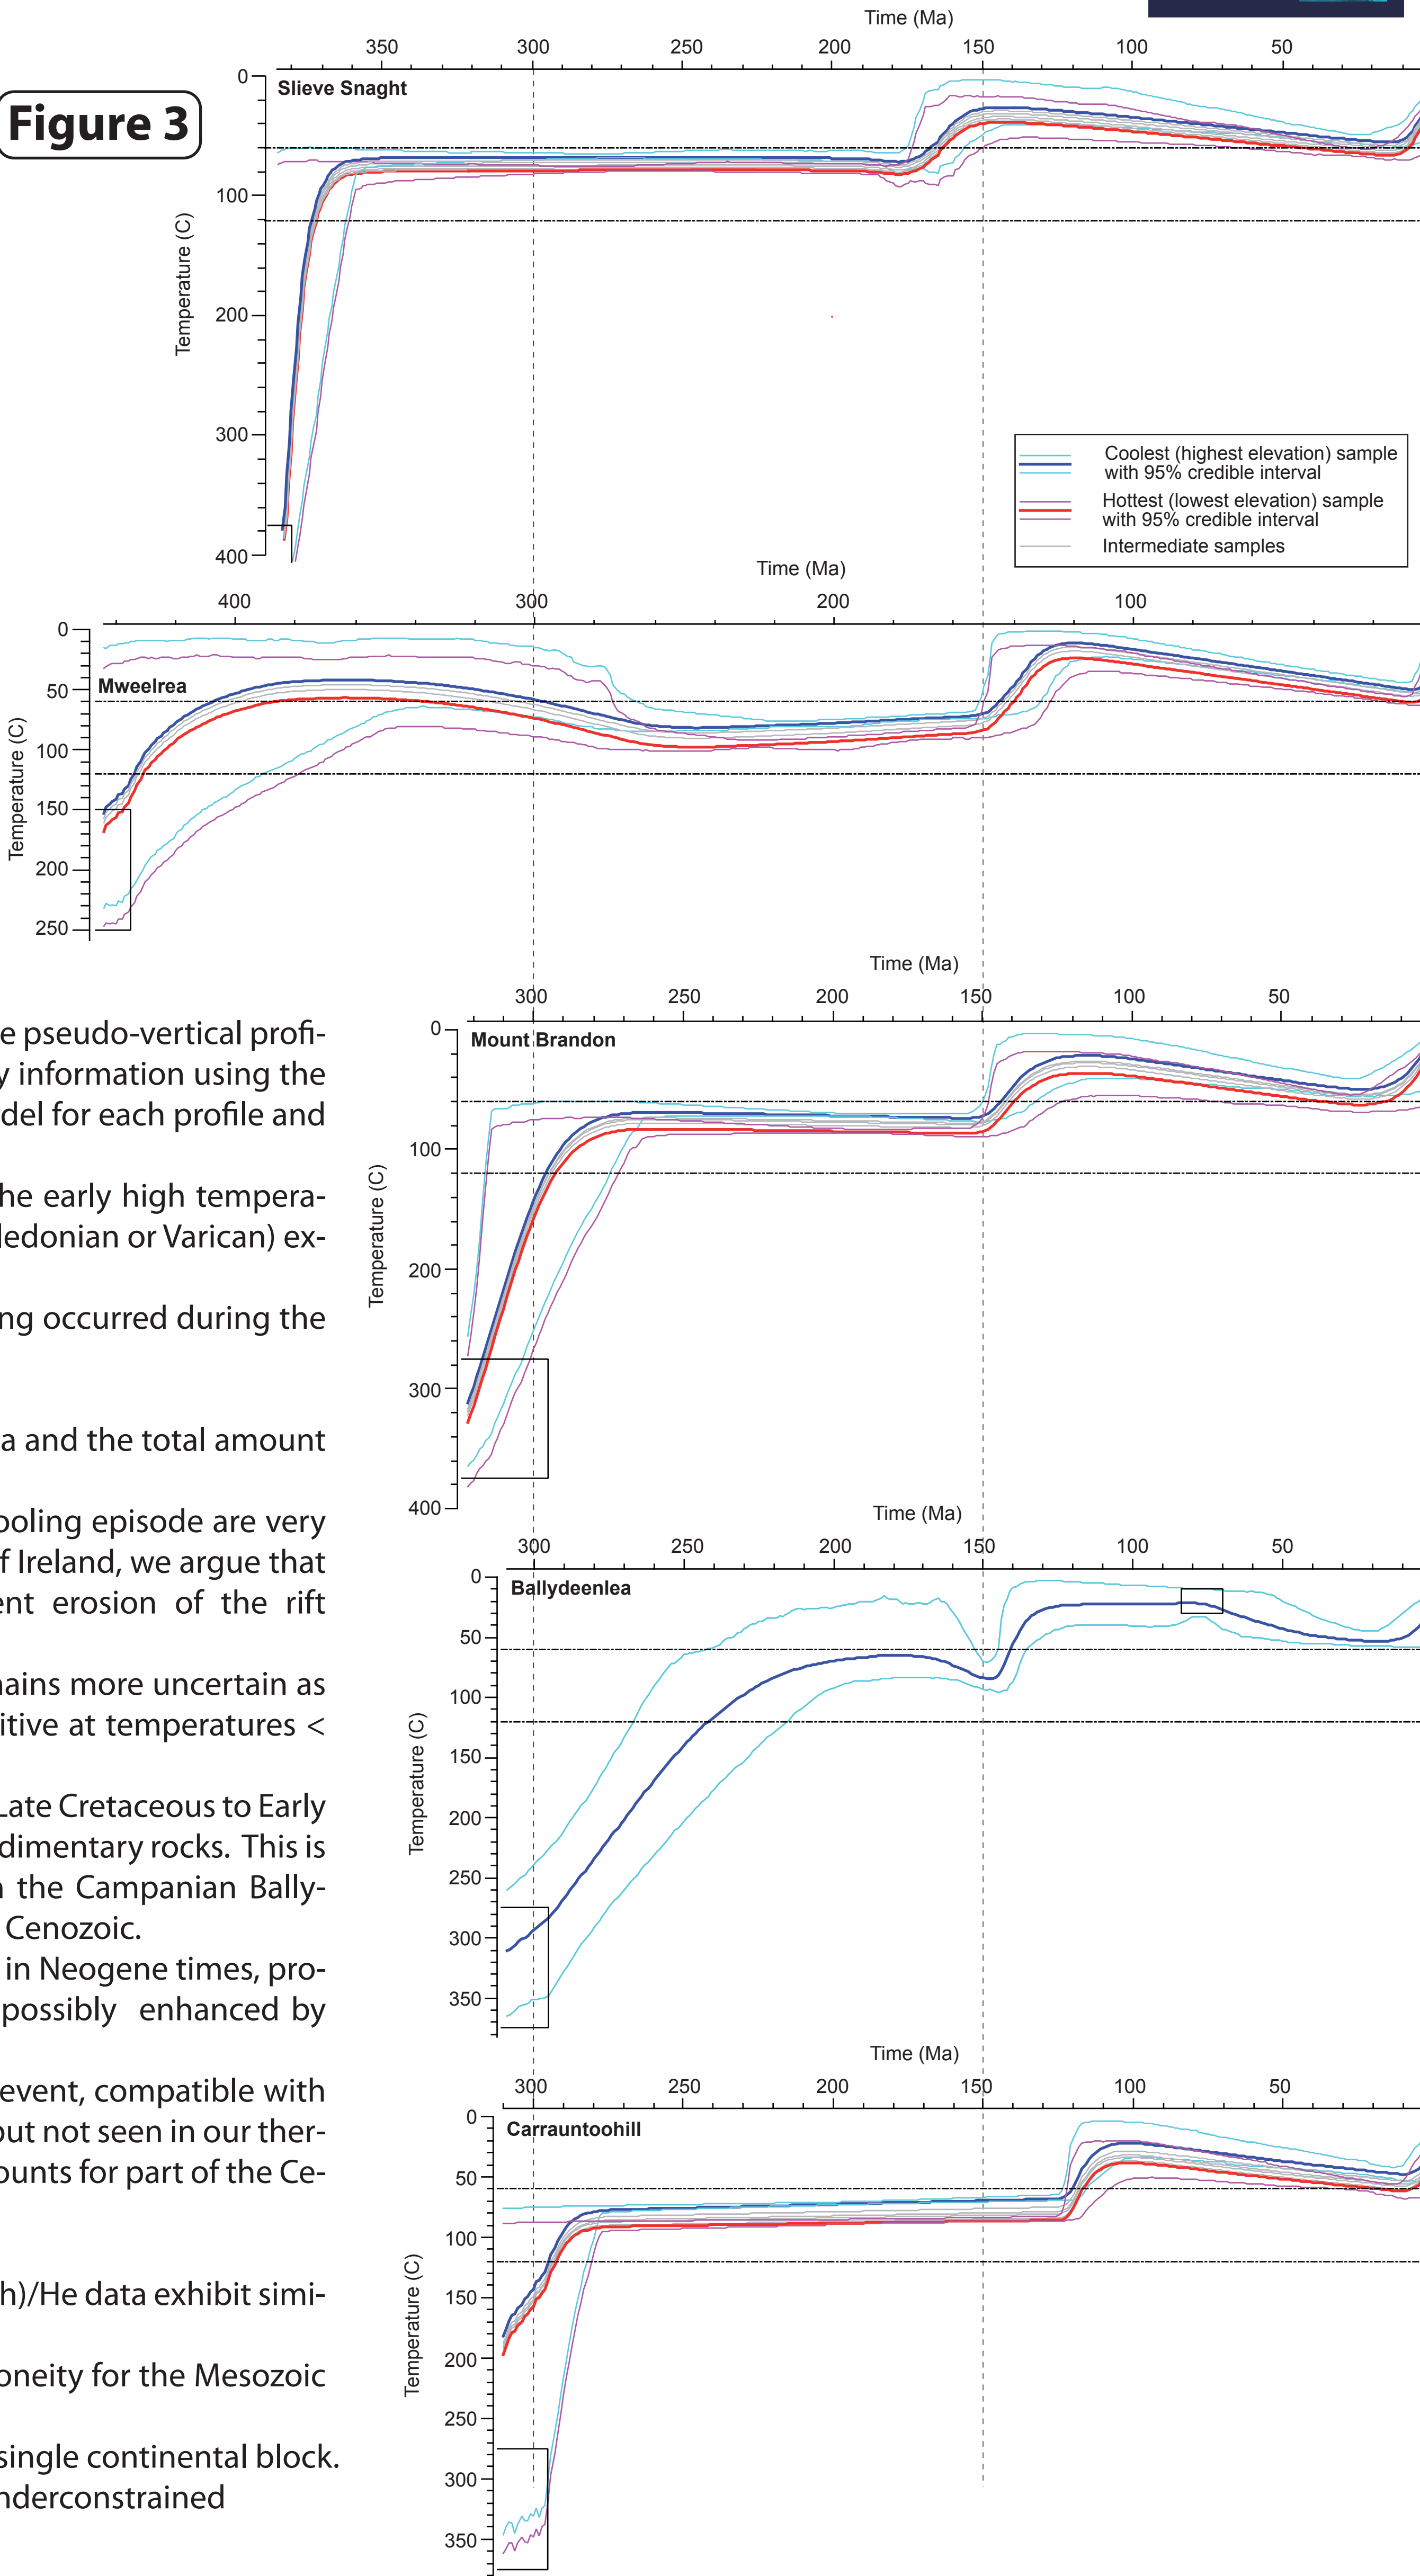 Figure 3
Time (Ma)
350 300 250 200 150 100 50
Slieve Snaght
0
100
200
300
400
Temperature (C)
Coolest (highest elevation) sample
with 95% credible interval
Hottest (lowest elevation) sample
with 95% credible interval
Intermediate samples
Time (Ma)
400 300 200 100
Mweelrea
0
50
100
150
200
250
Temperature (C)
Time (Ma)
300 250 200 150 100 50
Mount Brandon
0
100
200
300
400
Temperature (C)
Time (Ma)
300 250 200 150 100 50
Ballydeenlea
0
50
100
150
200
250
300
350
Temperature (C)
Time (Ma)
300 250 200 150 100 50
Carrauntoohill
0
50
100
150
200
250
300
350
Temperature (C)
e pseudo-vertical profi-
y information using the
del for each profile and
he early high tempera-
ledonian or Varican) ex-
ng occurred during the
a and the total amount
ooling episode are very
f Ireland, we argue that
ent erosion of the rift
nains more uncertain as
itive at temperatures <
Late Cretaceous to Early
dimentary rocks. This is
n the Campanian Bally-
Cenozoic.
in Neogene times, pro-
possibly enhanced by
event, compatible with
but not seen in our ther-
ounts for part of the Ce-
h)/He data exhibit simi-
oneity for the Mesozoic
single continental block.
nderconstrained